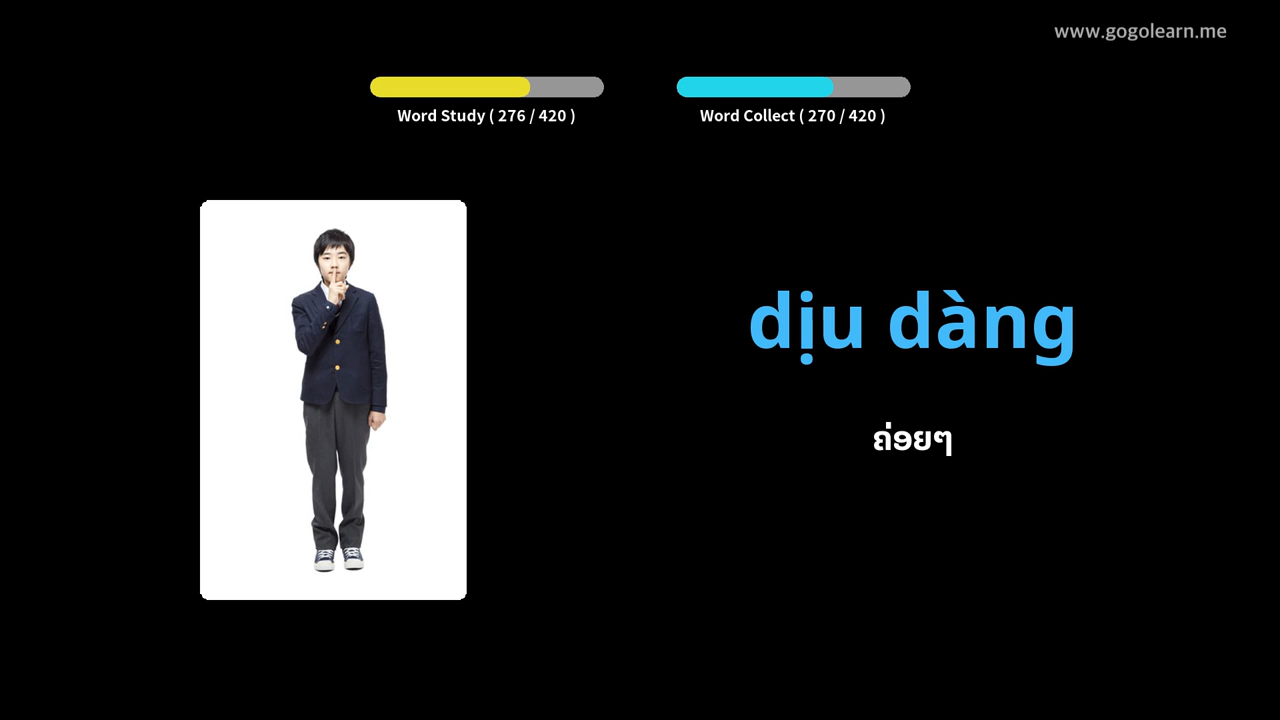 www.gogolearn.me
Word Study ( 276 / 420 )
Word Collect ( 270 / 420 )
dịu dàng
ຄ່ອຍໆ